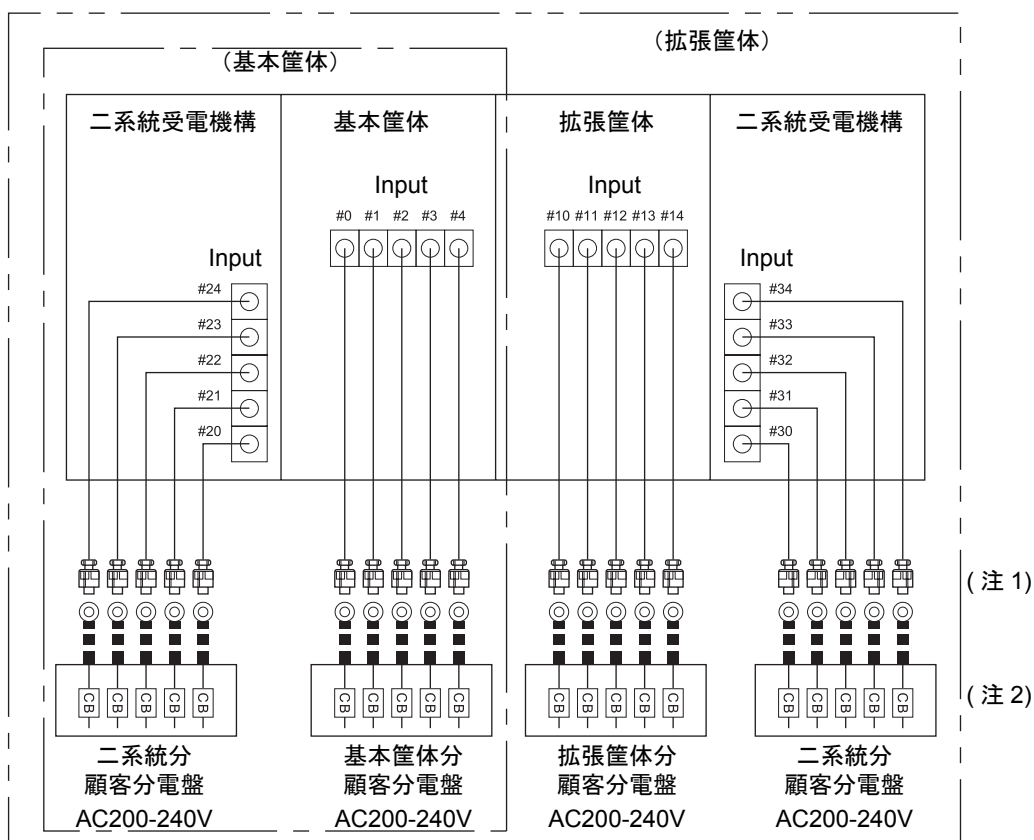 （拡張筐体）
（基本筐体）
二系統受電機構
基本筐体
拡張筐体
二系統受電機構
Input
Input
#0 #1 #2 #3 #4
#10 #11 #12 #13 #14
Input
Input
#24
#23
#22
#21
#20
#34
#33
#32
#31
#30
(注 1)
CB CB CB CB CB
CB CB CB CB CB
CB CB CB CB CB
CB CB CB CB CB
(注 2)
二系統分
顧客分電盤
AC200-240V
基本筐体分
顧客分電盤
AC200-240V
拡張筐体分
顧客分電盤
AC200-240V
二系統分
顧客分電盤
AC200-240V